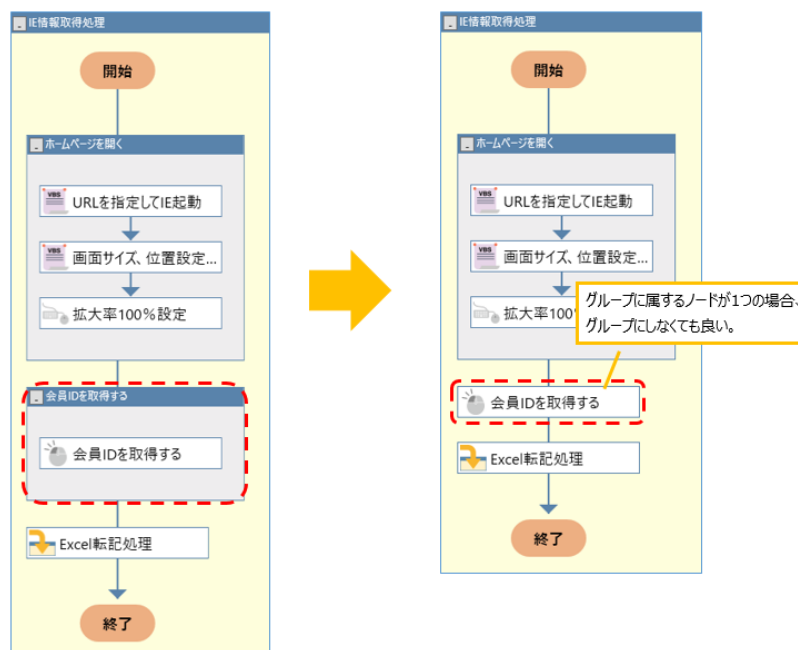 IE情報取得処理
開始
ホームページを開く
URLを指定してIE起動
画面サイズ、位置設定...
拡大率100%設定
会員IDを取得する
会員IDを取得する
Excel転記処理
終了
IE情報取得処理
開始
ホームページを開く
URLを指定してIE起動
画面サイズ、位置設定...
拡大率100
グループに属するノードが1つの場合、
グループにしなくても良い。
会員IDを取得する
Excel転記処理
終了